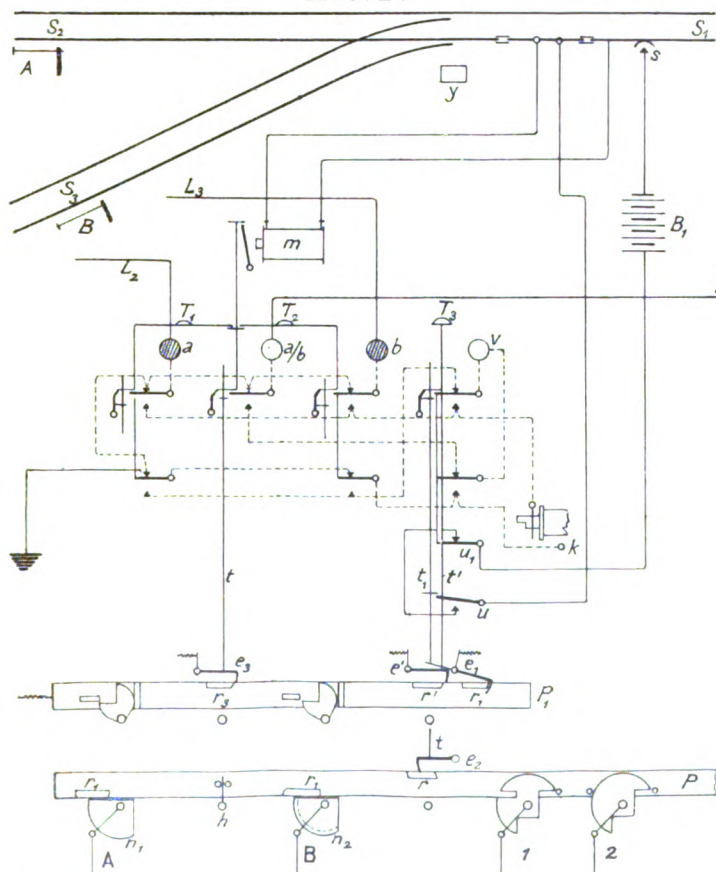 S₂ S₁
A s
y
S₃ L₃
B m B₁
L₂
T₁ T₂ T₃
a a/b b v
k
u₁
t t₁ t'
u
e₃ e' e₁
r₃ r' r₁' P₁
t
e₂
r₁ r₁ r P
h
n₁ n₂
A B 1 2